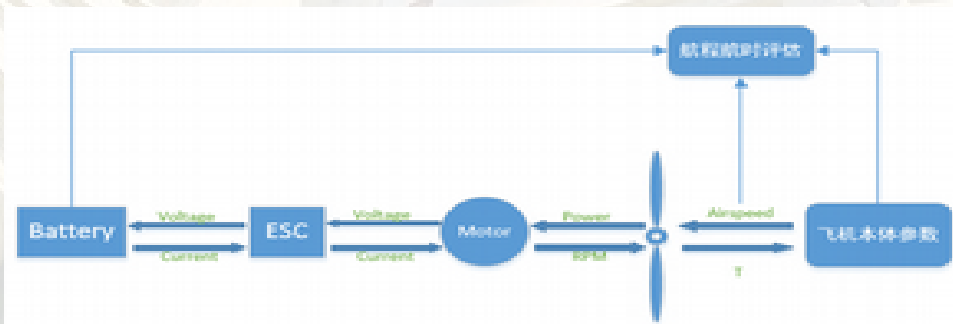 航程航时评估
Battery
Voltage
Current
ESC
Voltage
Current
Motor
Power
RPM
Airspeed
T
飞机本体参数